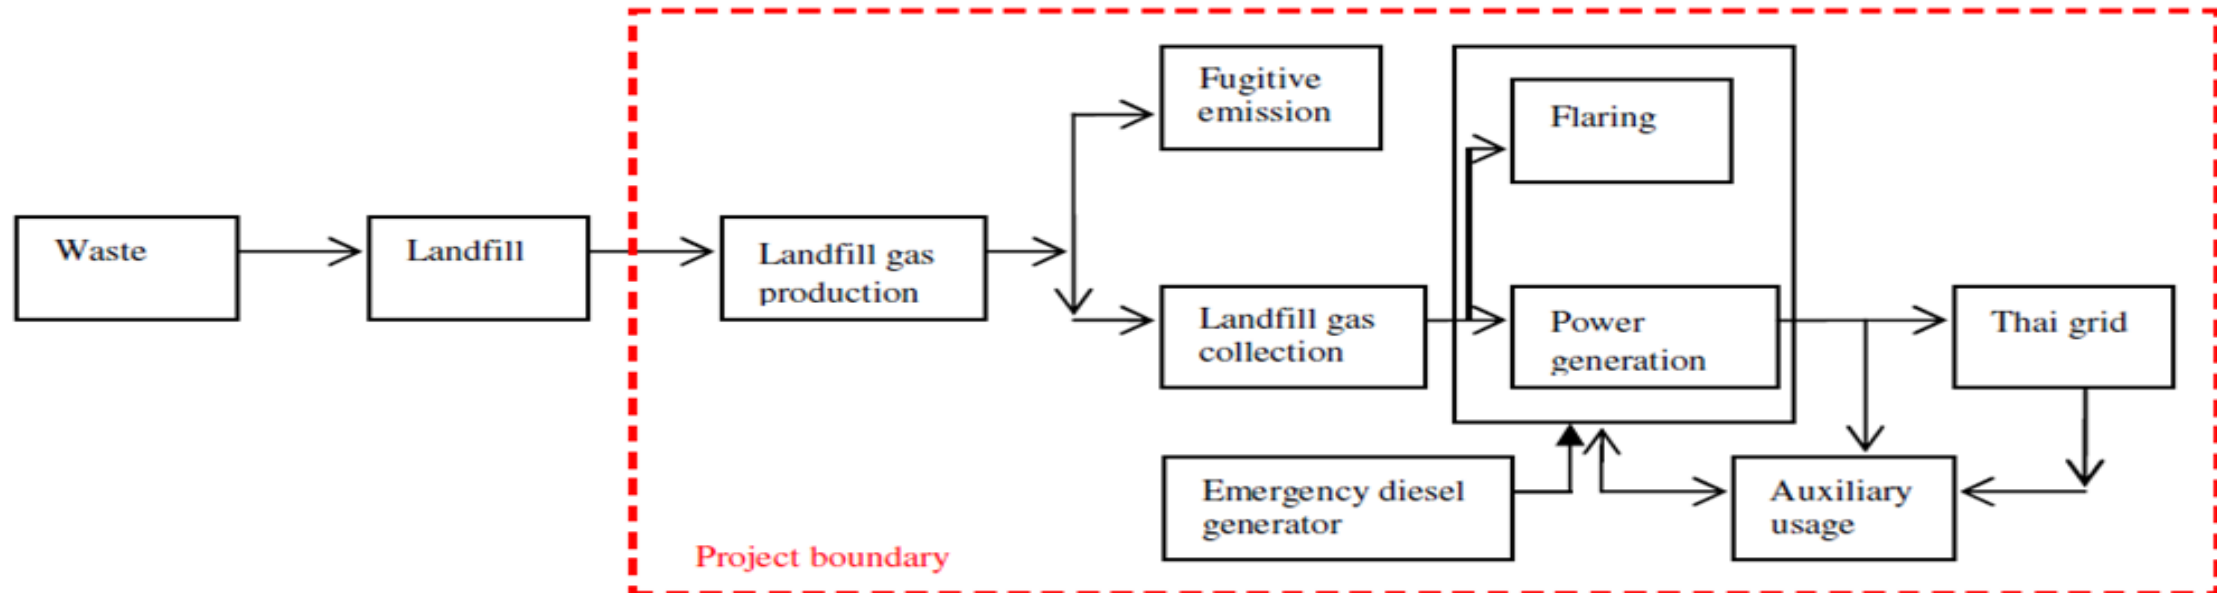 Waste
Landfill
Landfill gas
production
Fugitive
emission
Landfill gas
collection
Flaring
Power
generation
Thai grid
Emergency diesel
generator
Auxiliary
usage
Project boundary